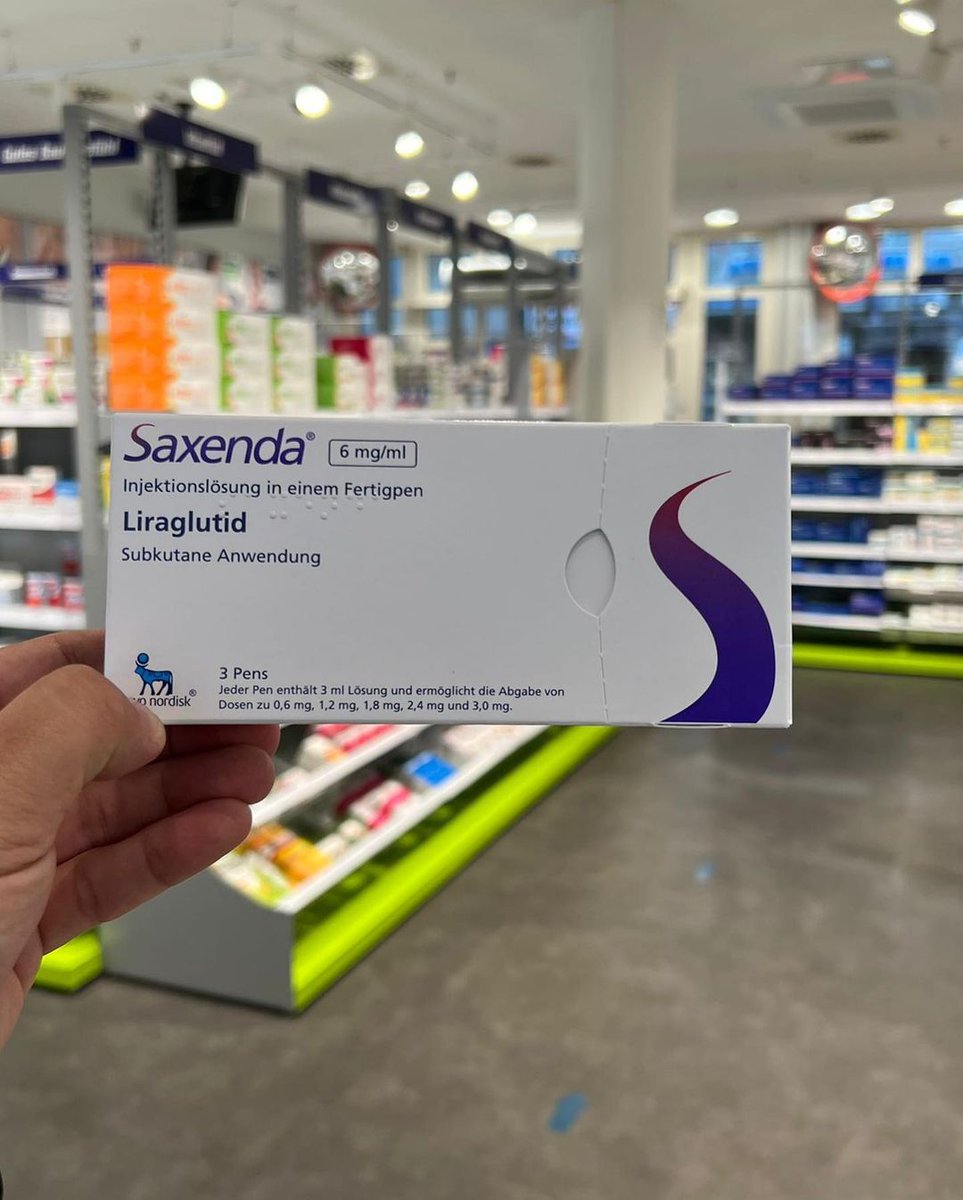 Saxenda® 6 mg/ml
Injektionslösung in einem Fertigpen
Liraglutid
Subkutane Anwendung
nordisk®
3 Pens
Jeder Pen enthält 3 ml Lösung und ermöglicht die Abgabe von
Dosen zu 0,6 mg, 1,2 mg, 1,8 mg, 2,4 mg und 3,0 mg.